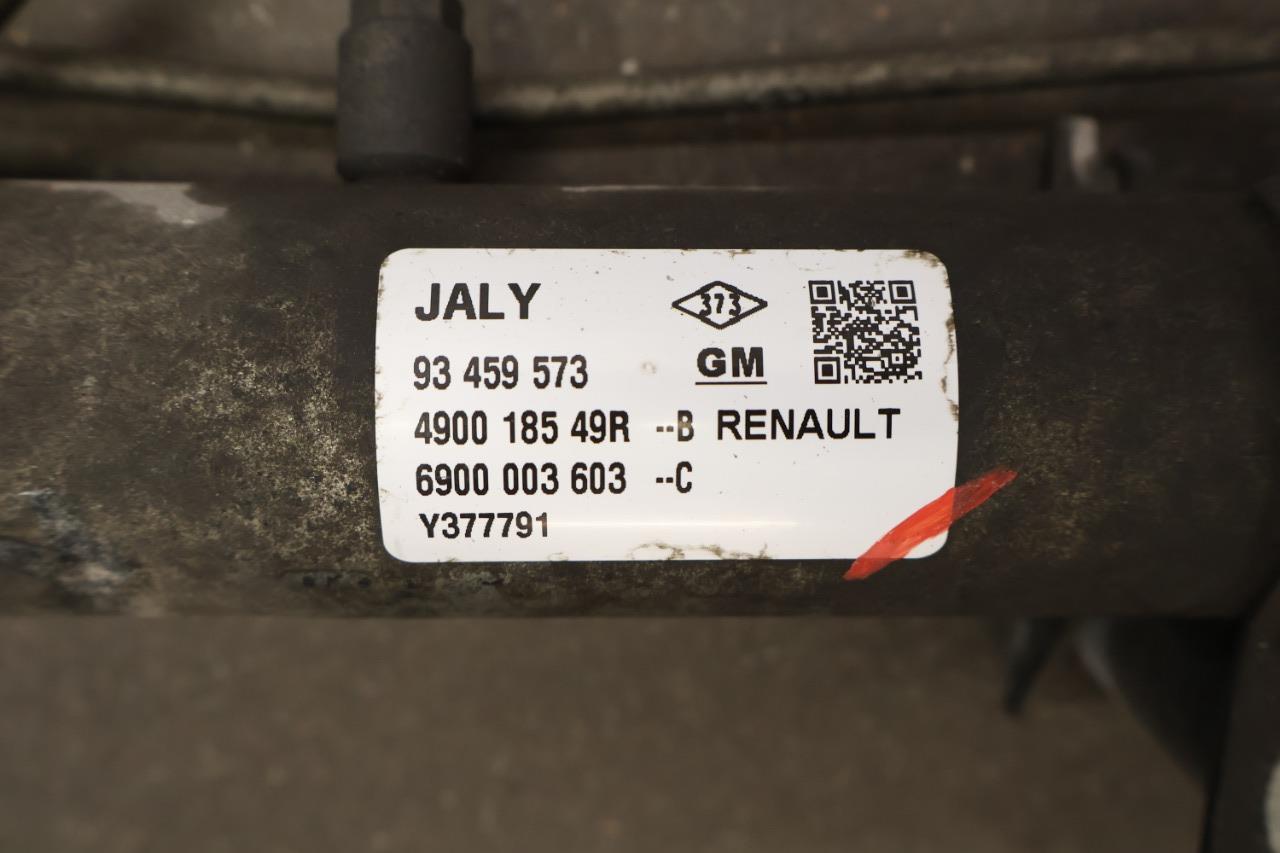 JALY
373
93 459 573
GM
4900 185 49R --B RENAULT
6900 003 603 --C
Y377791